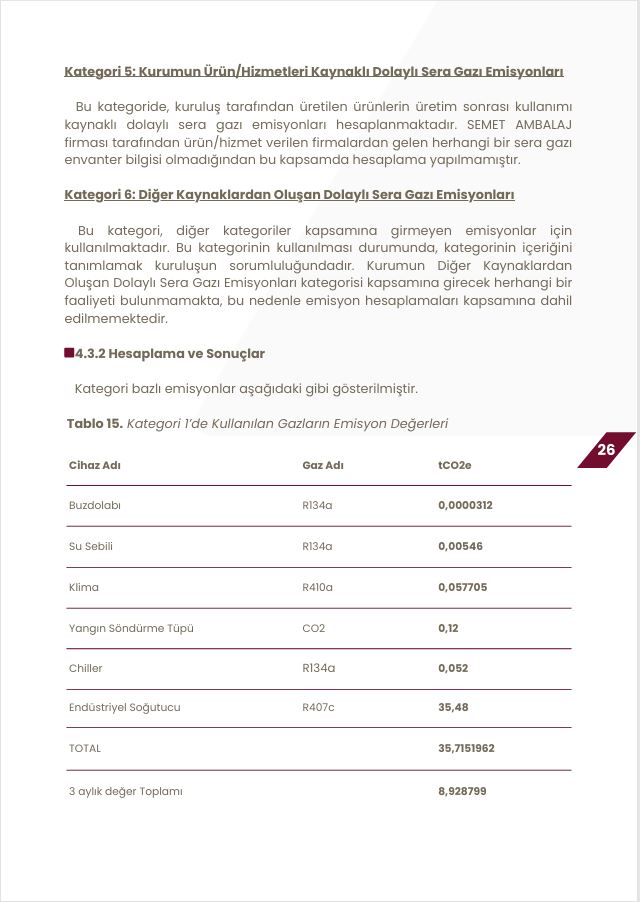 Kategori 5: Kurumun Ürün/Hizmetleri Kaynaklı Dolaylı Sera Gazı Emisyonları
Bu kategoride, kuruluş tarafından üretilen ürünlerin üretim sonrası kullanımı
kaynaklı dolaylı sera gazı emisyonları hesaplanmaktadır. SEMET AMBALAJ
firması tarafından ürün/hizmet verilen firmalardan gelen herhangi bir sera gazı
envanter bilgisi olmadığından bu kapsamda hesaplama yapılmamıştır.
Kategori 6: Diğer Kaynaklardan Oluşan Dolaylı Sera Gazı Emisyonları
Bu kategori, diğer kategoriler kapsamına girmeyen emisyonlar için
kullanılmaktadır. Bu kategorinin kullanılması durumunda, kategorinin içeriğini
tanımlamak kuruluşun sorumluluğundadır. Kurumun Diğer Kaynaklardan
Oluşan Dolaylı Sera Gazı Emisyonları kategorisi kapsamına girecek herhangi bir
faaliyeti bulunmamakta, bu nedenle emisyon hesaplamaları kapsamına dahil
edilmemektedir.
4.3.2 Hesaplama ve Sonuçlar
Kategori bazlı emisyonlar aşağıdaki gibi gösterilmiştir.
Tablo 15. Kategori 1’de Kullanılan Gazların Emisyon Değerleri
26
Cihaz Adı Gaz Adı tCO2e
Buzdolabı R134a 0,0000312
Su Sebili R134a 0,00546
Klima R410a 0,057705
Yangın Söndürme Tüpü CO2 0,12
Chiller R134a 0,052
Endüstriyel Soğutucu R407c 35,48
TOTAL 35,7151962
3 aylık değer Toplamı 8,928799